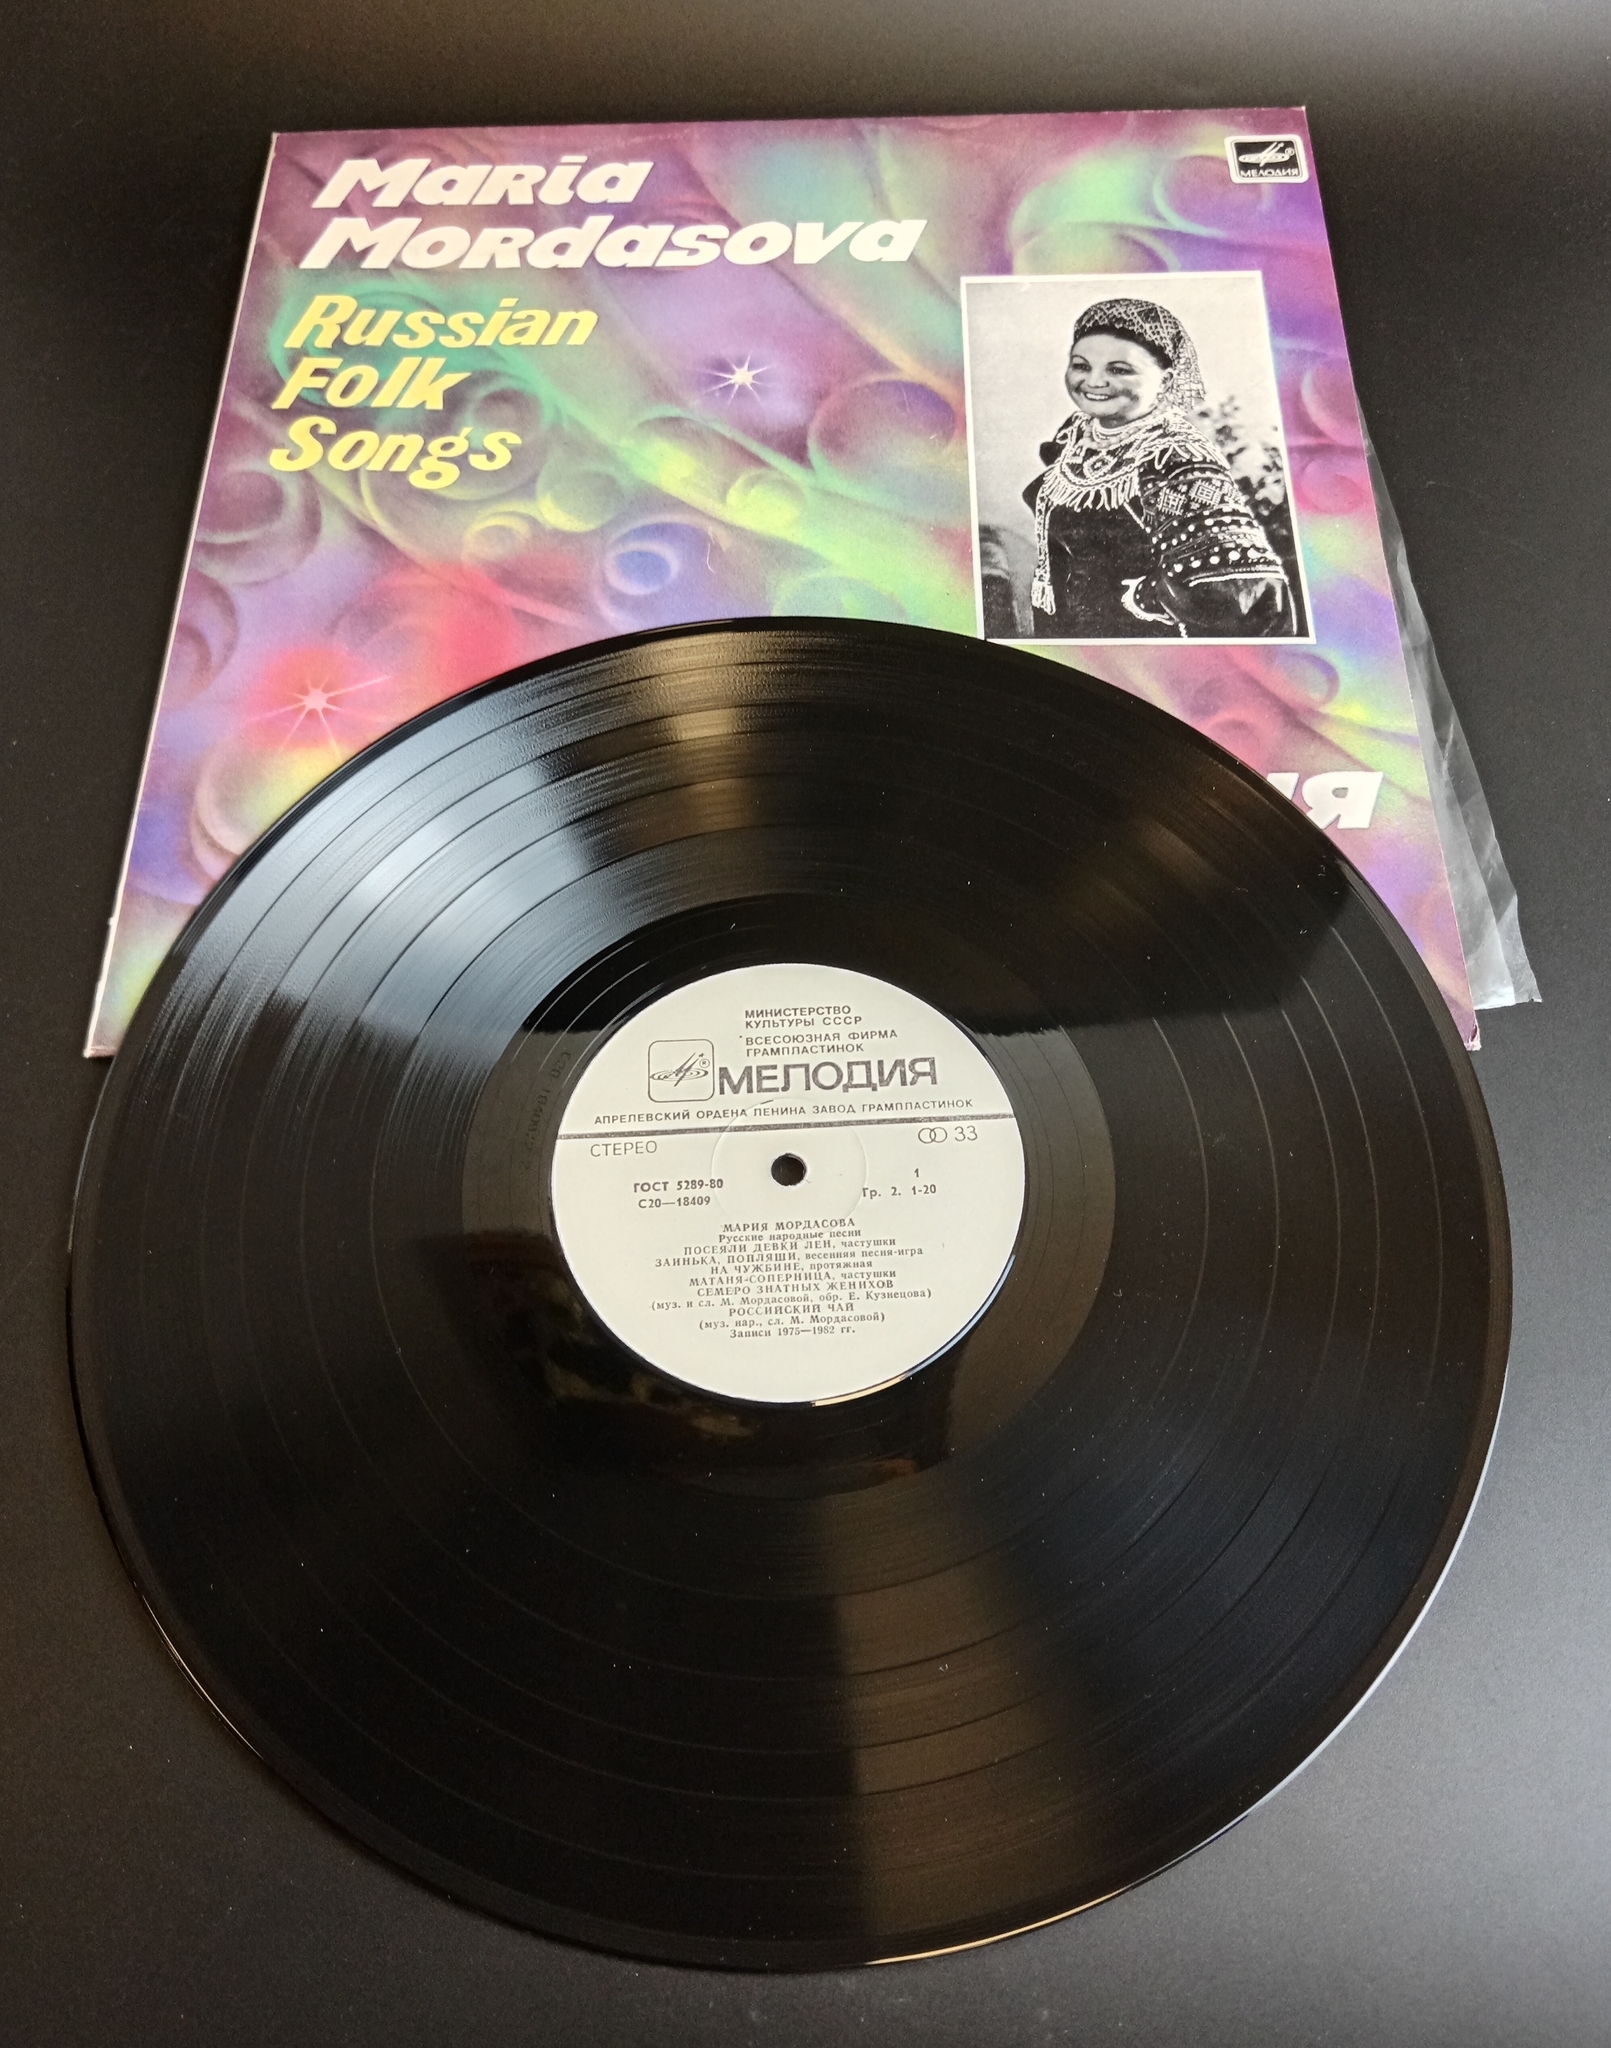 Maria
Mordasova
Russian
Folk
Songs
МЕЛОДИЯ
ИЯ
МИНИСТЕРСТВО
КУЛЬТУРЫ СССР
ВСЕСОЮЗНАЯ ФИРМА
ГРАМПЛАСТИНОК
МЕЛОДИЯ
АПРЕЛЕВСКИЙ ОРДЕНА ЛЕНИНА ЗАВОД ГРАМПЛАСТИНОК
СТЕРЕО 33
ГОСТ 5289-80 1
С20—18409 Гр. 2. 1-20
МАРИЯ МОРДАСОВА
Русские народные песни
ПОСЕЯЛИ ДЕВКИ ЛЕН, частушки
ЗАИНЬКА, ПОПЛЯШИ, весенняя песня-игра
НА ЧУЖБИНЕ, протяжная
МАТАНЯ-СОПЕРНИЦА, частушки
СЕМЕРО ЗНАТНЫХ ЖЕНИХОВ
(муз. и сл. М. Мордасовой, обр. Е. Кузнецова)
РОССИЙСКИЙ ЧАЙ
(муз. нар., сл. М. Мордасовой)
Записи 1975—1982 гг.